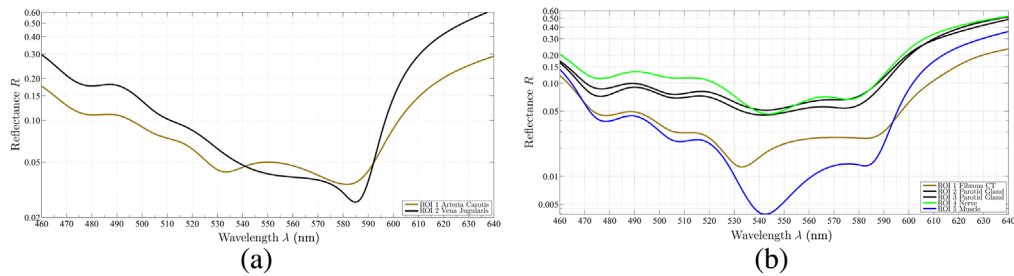 0.60
0.50
0.40
0.30
0.20
0.15
0.10
0.05
0.02
Reflectance R
460 470 480 490 500 510 520 530 540 550 560 570 580 590 600 610 620 630 640
Wavelength λ (nm)
ROI 1 Arteria Carotis
ROI 2 Vena Jugularis
(a)
0.60
0.50
0.40
0.30
0.20
0.15
0.10
0.05
0.01
0.005
Reflectance R
460 470 480 490 500 510 520 530 540 550 560 570 580 590 600 610 620 630 640
Wavelength λ (nm)
ROI 1 Fibrous CT
ROI 2 Parotid Gland
ROI 3 Parotid Gland
ROI 4 Nerve
ROI 5 Muscle
(b)